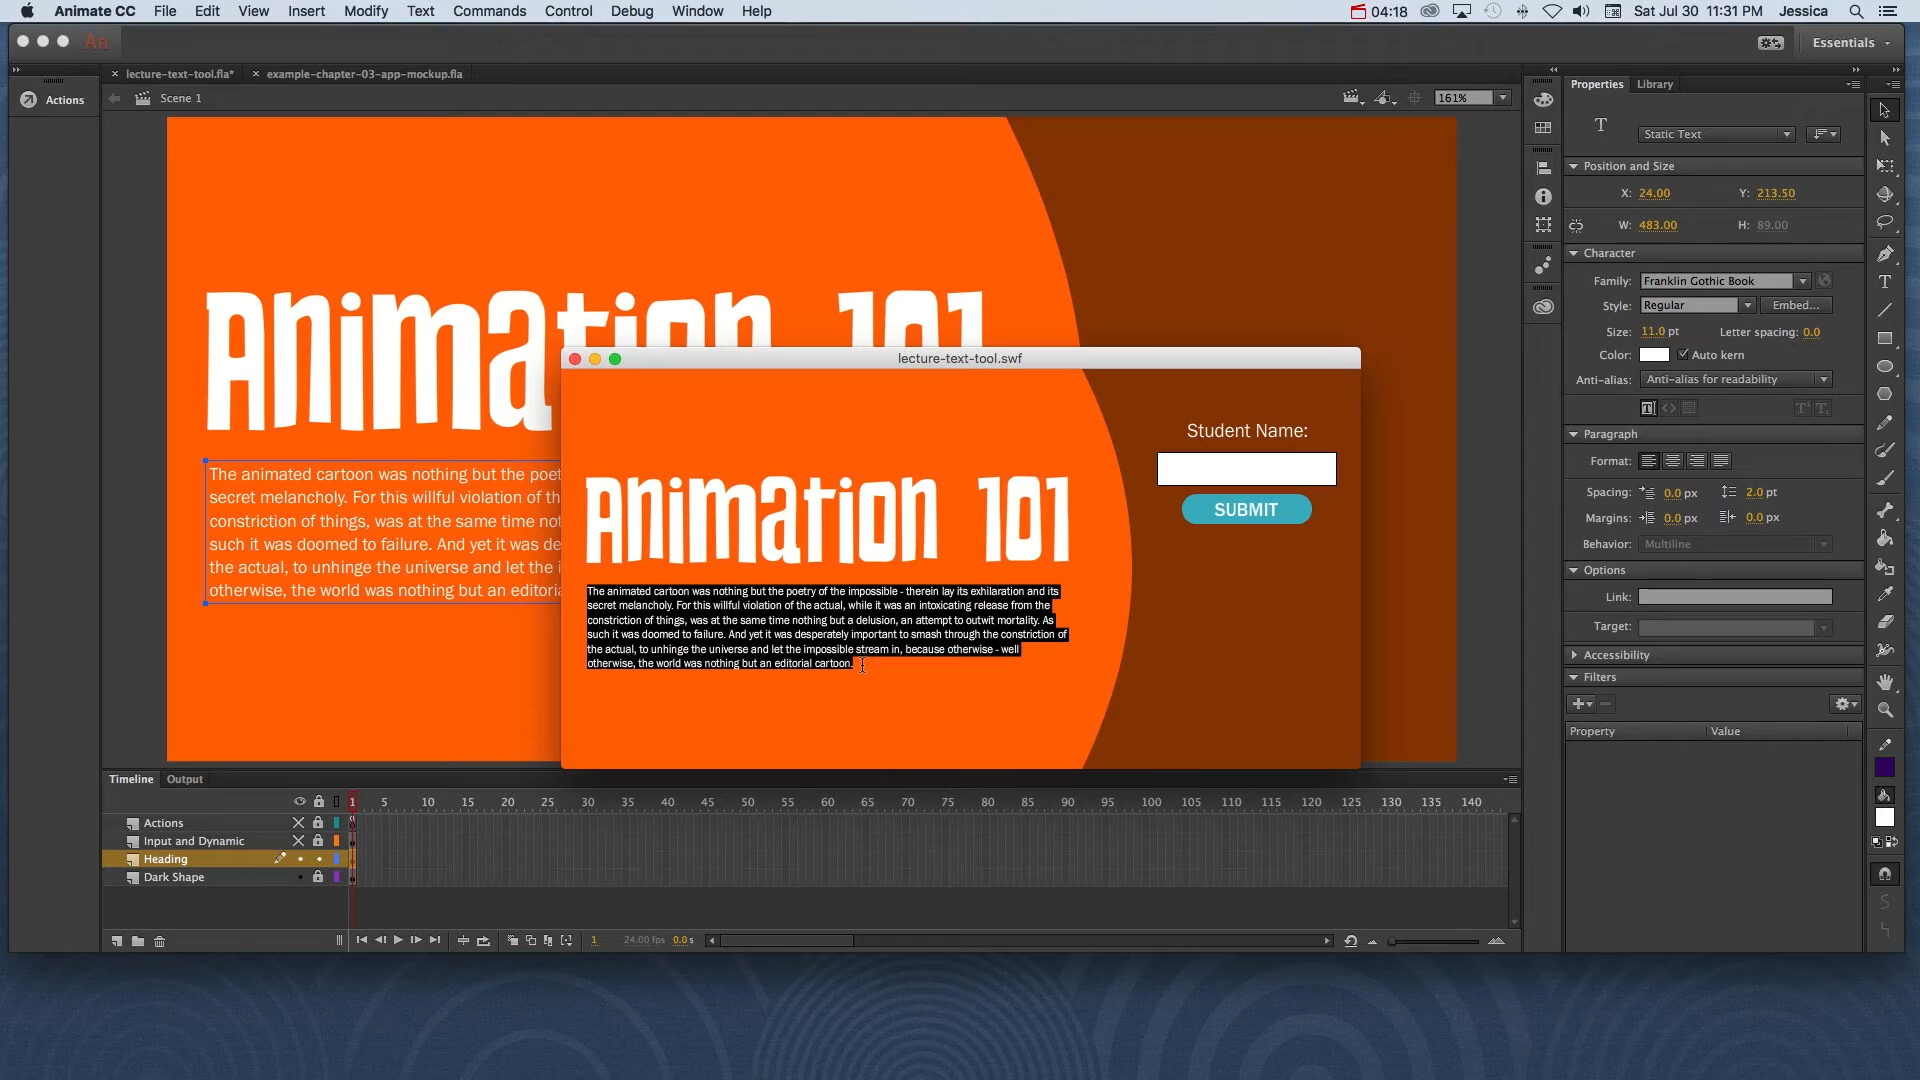 Animate CC File Edit View Insert Modify Text Commands Control Debug Window Help 04:18 Sat Jul 30 11:31 PM Jessica
An Essentials
lecture-text-tool.fla* example-chapter-03-app-mockup.fla
Actions
Scene 1 161%
Animation 101
The animated cartoon was nothing but the poet
secret melancholy. For this willful violation of th
constriction of things, was at the same time not
such it was doomed to failure. And yet it was de
the actual, to unhinge the universe and let the i
otherwise, the world was nothing but an editoria
lecture-text-tool.swf
Student Name:
SUBMIT
Animation 101
The animated cartoon was nothing but the poetry of the impossible - therein lay its exhilaration and its
secret melancholy. For this willful violation of the actual, while it was an intoxicating release from the
constriction of things, was at the same time nothing but a delusion, an attempt to outwit mortality. As
such it was doomed to failure. And yet it was desperately important to smash through the constriction of
the actual, to unhinge the universe and let the impossible stream in, because otherwise - well
otherwise, the world was nothing but an editorial cartoon.
Properties Library
T Static Text
Position and Size
X: 24.00 Y: 213.50
W: 483.00 H: 89.00
Character
Family: Franklin Gothic Book
Style: Regular Embed...
Size: 11.0 pt Letter spacing: 0.0
Color: Auto kern
Anti-alias: Anti-alias for readability
Paragraph
Format:
Spacing: 0.0 px 2.0 pt
Margins: 0.0 px 0.0 px
Behavior: Multiline
Options
Link:
Target:
Accessibility
Filters
Property Value
Timeline Output
1 5 10 15 20 25 30 35 40 45 50 55 60 65 70 75 80 85 90 95 100 105 110 115 120 125 130 135 140
Actions
Input and Dynamic
Heading
Dark Shape
1 24.00 fps 0.0 s